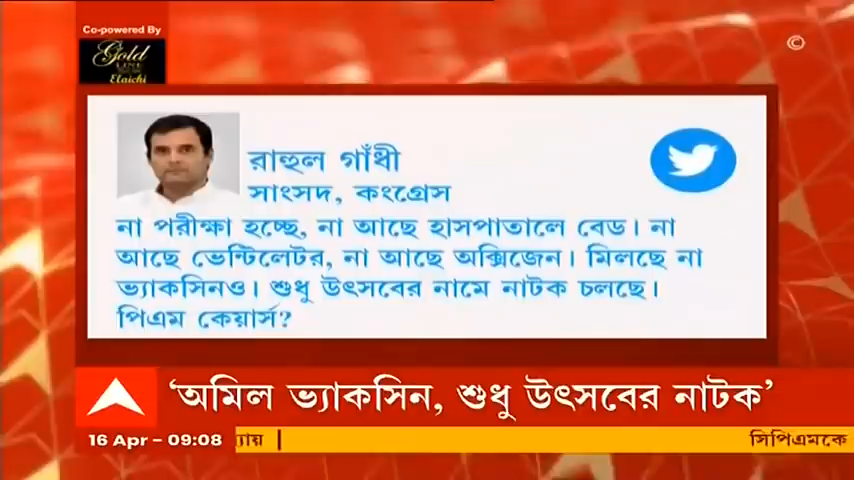 Co-powered By
Gold
Elaichi
©
রাহুল গাঁধী
সাংসদ, কংগ্রেস
না পরীক্ষা হচ্ছে, না আছে হাসপাতালে বেড। না
আছে ভেন্টিলেটর, না আছে অক্সিজেন। মিলছে না
ভ্যাকসিনও। শুধু উৎসবের নামে নাটক চলছে।
পিএম কেয়ার্স?
‘অমিল ভ্যাকসিন, শুধু উৎসবের নাটক’
16 Apr – 09:08
সিপিএমকে